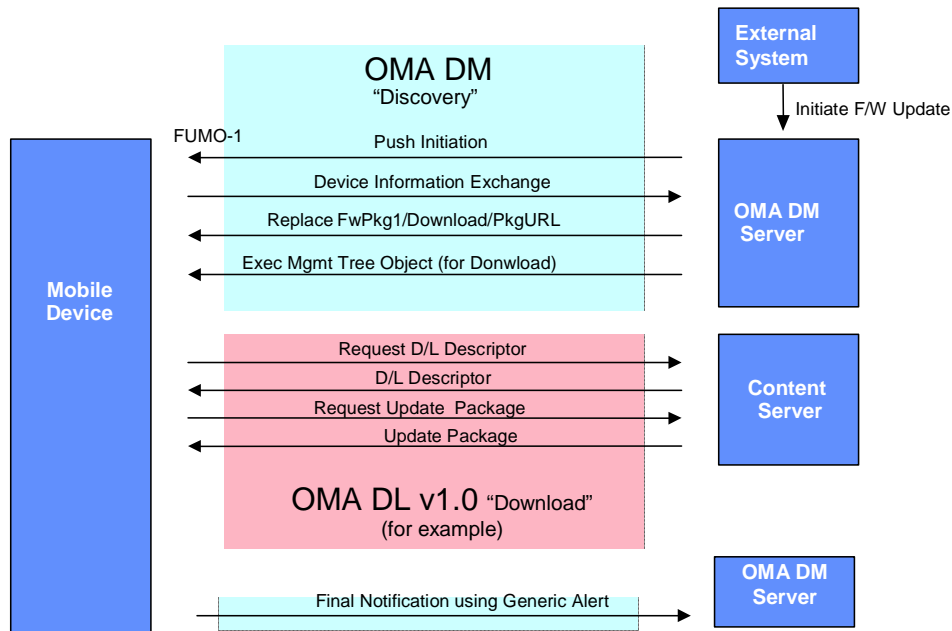 External
System
OMA DM
“Discovery”
Initiate F/W Update
FUMO-1
Push Initiation
Device Information Exchange
Replace FwPkg1/Download/PkgURL
Exec Mgmt Tree Object (for Donwload)
OMA DM
Server
Mobile
Device
Request D/L Descriptor
D/L Descriptor
Request Update Package
Update Package
Content
Server
OMA DL v1.0 “Download”
(for example)
Final Notification using Generic Alert
OMA DM
Server